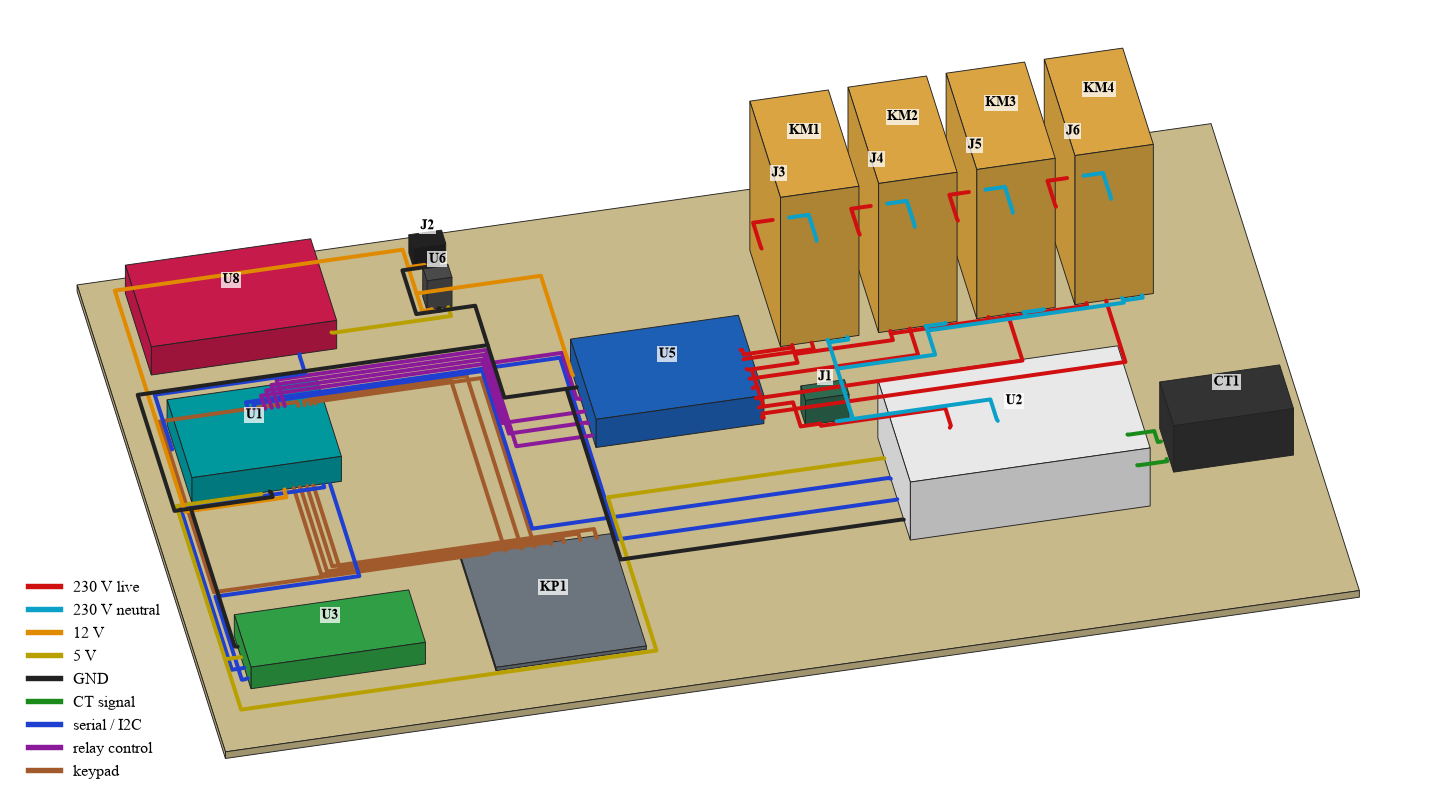 KM4
KM3
KM2
KM1
J6
J5
J4
J3
J2
U6
U8
U5
J1
CT1
U2
U1
KP1
U3
230 V live
230 V neutral
12 V
5 V
GND
CT signal
serial / I2C
relay control
keypad